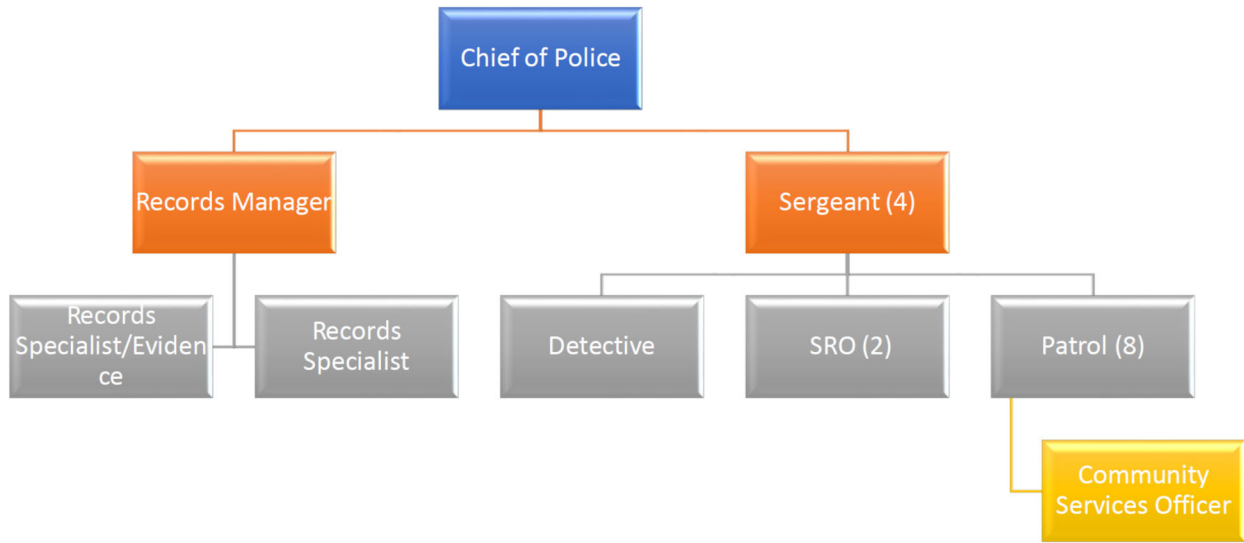 Chief of Police
Records Manager
Sergeant (4)
Records
Specialist/Eviden
ce
Records
Specialist
Detective
SRO (2)
Patrol (8)
Community
Services Officer